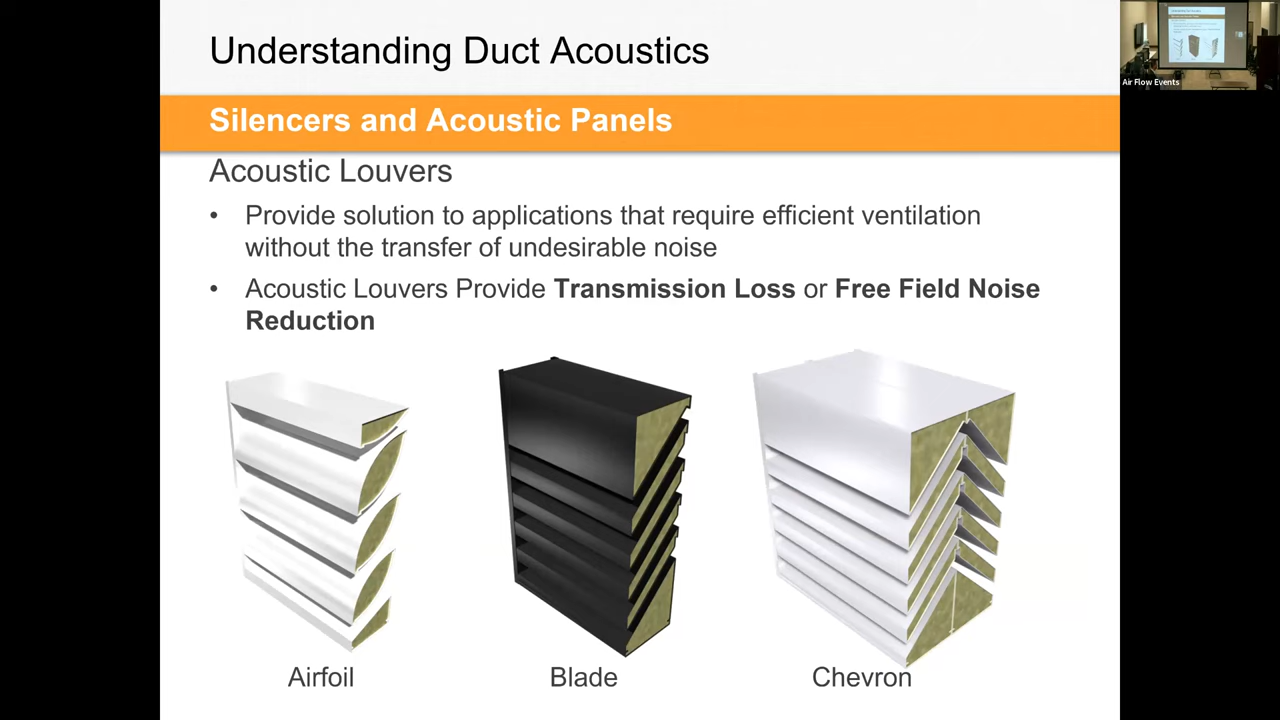 Understanding Duct Acoustics
Silencers and Acoustic Panels
Acoustic Louvers
• Provide solution to applications that require efficient ventilation
without the transfer of undesirable noise
• Acoustic Louvers Provide Transmission Loss or Free Field Noise
Reduction
Airfoil
Blade
Chevron
Air Flow Events